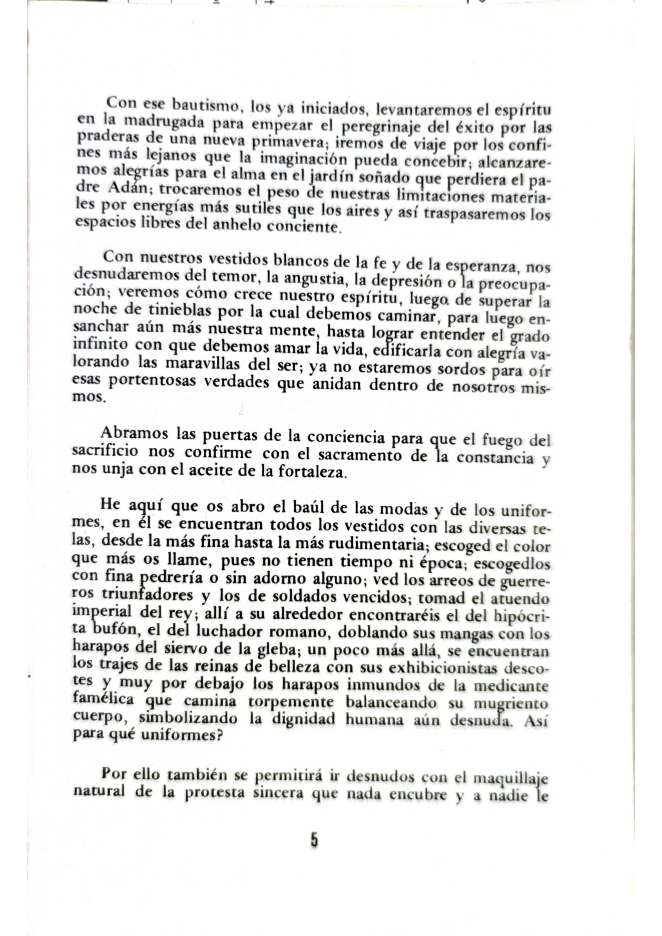 Con ese bautismo, los ya iniciados, levantaremos el espíritu
en la madrugada para empezar el peregrinaje del éxito por las
praderas de una nueva primavera; iremos de viaje por los confi-
nes más lejanos que la imaginación pueda concebir; alcanzare-
mos alegrías para el alma en el jardín soñado que perdiera el pa-
dre Adán; trocaremos el peso de nuestras limitaciones materia-
les por energías más sutiles que los aires y así traspasaremos los
espacios libres del anhelo conciente.
Con nuestros vestidos blancos de la fe y de la esperanza, nos
desnudaremos del temor, la angustia, la depresión o la preocupa-
ción; veremos cómo crece nuestro espíritu, luego de superar la
noche de tinieblas por la cual debemos caminar, para luego en-
sanchar aún más nuestra mente, hasta lograr entender el grado
infinito con que debemos amar la vida, edificarla con alegría va-
lorando las maravillas del ser; ya no estaremos sordos para oír
esas portentosas verdades que anidan dentro de nosotros mis-
mos.
Abramos las puertas de la conciencia para que el fuego del
sacrificio nos confirme con el sacramento de la constancia y
nos unja con el aceite de la fortaleza.
He aquí que os abro el baúl de las modas y de los unifor-
mes, en él se encuentran todos los vestidos con las diversas te-
las, desde la más fina hasta la más rudimentaria; escoged el color
que más os llame, pues no tienen tiempo ni época; escogedlos
con fina pedrería o sin adorno alguno; ved los arreos de guerre-
ros triunfadores y los de soldados vencidos; tomad el atuendo
imperial del rey; allí a su alrededor encontraréis el del hipócri-
ta bufón, el del luchador romano, doblando sus mangas con los
harapos del siervo de la gleba; un poco más allá, se encuentran
los trajes de las reinas de belleza con sus exhibicionistas desco-
tes y muy por debajo los harapos inmundos de la medicante
famélica que camina torpemente balanceando su mugriento
cuerpo, simbolizando la dignidad humana aún desnuda. Así
para qué uniformes?
Por ello también se permitirá ir desnudos con el maquillaje
natural de la protesta sincera que nada encubre y a nadie le
5